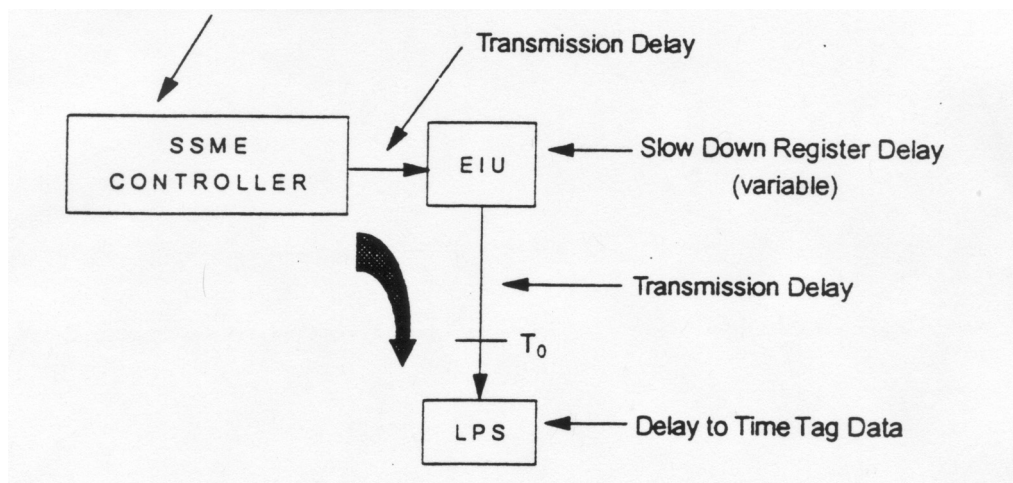 Transmission Delay
SSME
CONTROLLER
EIU
Slow Down Register Delay
(variable)
Transmission Delay
T₀
LPS
Delay to Time Tag Data